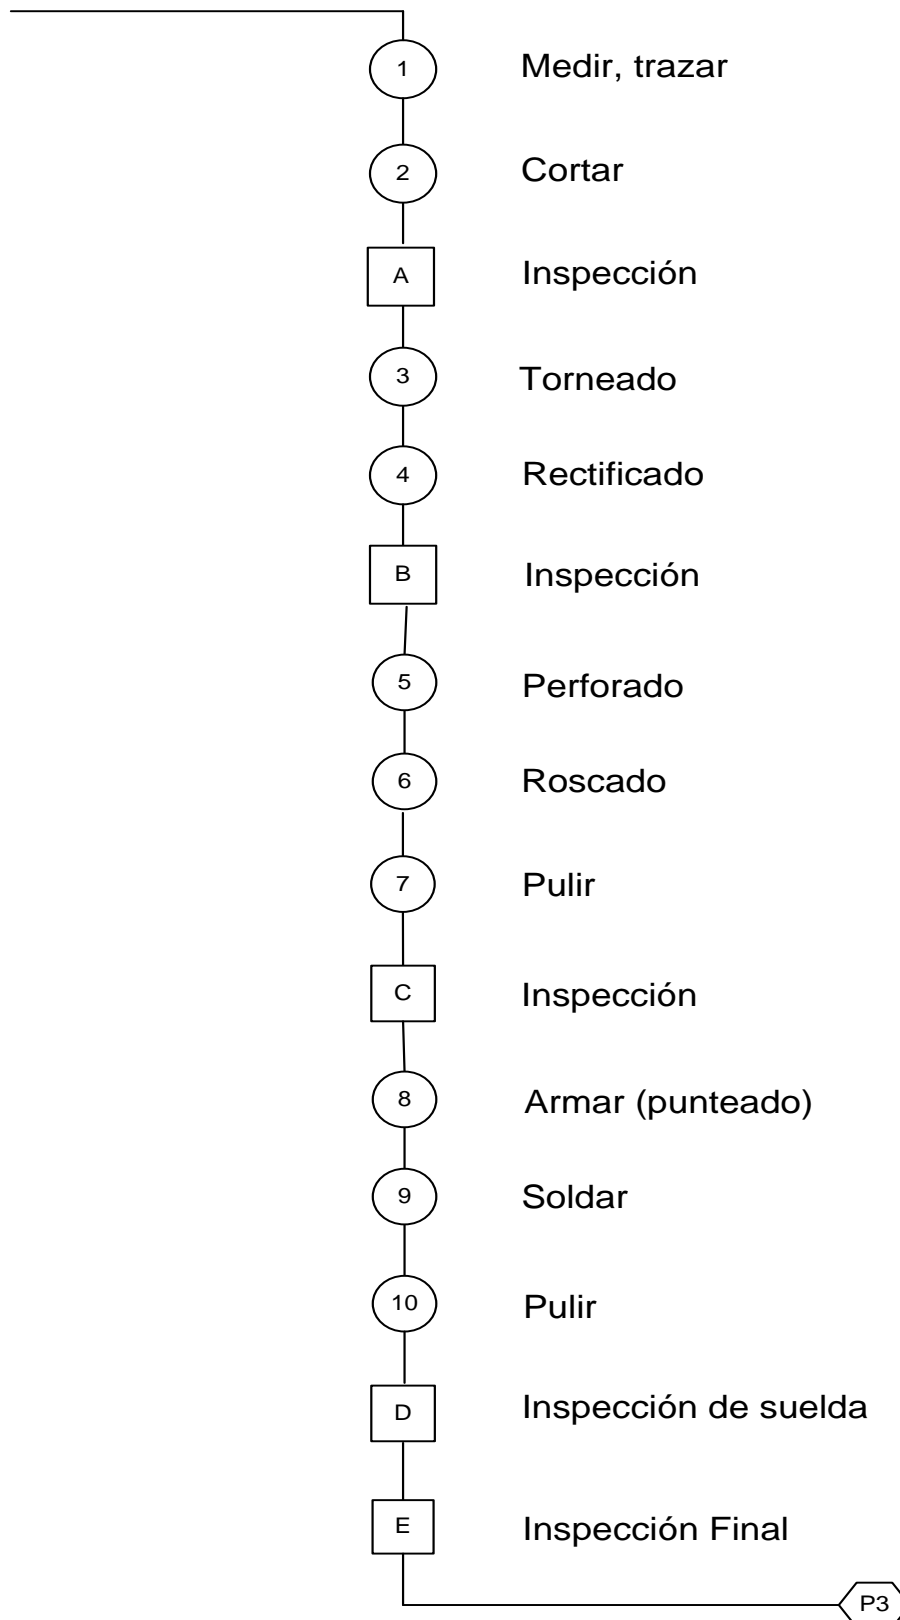 1 Medir, trazar
2 Cortar
A Inspección
3 Torneado
4 Rectificado
B Inspección
5 Perforado
6 Roscado
7 Pulir
C Inspección
8 Armar (punteado)
9 Soldar
10 Pulir
D Inspección de suelda
E Inspección Final
P3